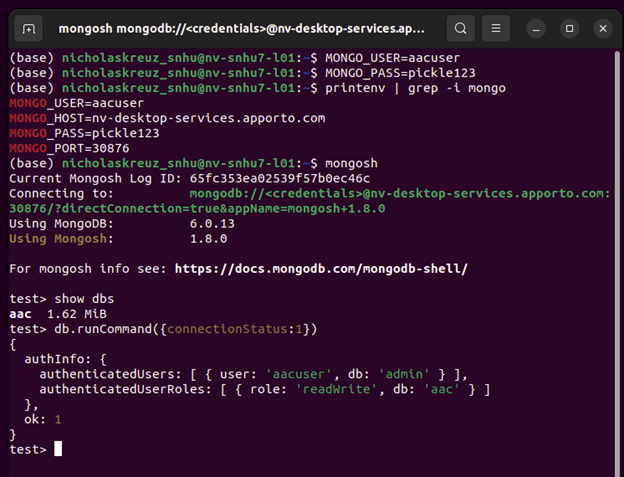 mongosh mongodb://<credentials>@nv-desktop-services.ap...
(base) nicholaskreuz_snhu@nv-snhu7-l01:~$ MONGO_USER=aacuser
(base) nicholaskreuz_snhu@nv-snhu7-l01:~$ MONGO_PASS=pickle123
(base) nicholaskreuz_snhu@nv-snhu7-l01:~$ printenv | grep -i mongo
MONGO_USER=aacuser
MONGO_HOST=nv-desktop-services.apporto.com
MONGO_PASS=pickle123
MONGO_PORT=30876
(base) nicholaskreuz_snhu@nv-snhu7-l01:~$ mongosh
Current Mongosh Log ID: 65fc353ea02539f57b0ec46c
Connecting to: mongodb://<credentials>@nv-desktop-services.apporto.com:
30876/?directConnection=true&appName=mongosh+1.8.0
Using MongoDB: 6.0.13
Using Mongosh: 1.8.0
For mongosh info see: https://docs.mongodb.com/mongodb-shell/
test> show dbs
aac 1.62 MiB
test> db.runCommand({connectionStatus:1})
{
  authInfo: {
    authenticatedUsers: [ { user: 'aacuser', db: 'admin' } ],
    authenticatedUserRoles: [ { role: 'readWrite', db: 'aac' } ]
  },
  ok: 1
}
test>